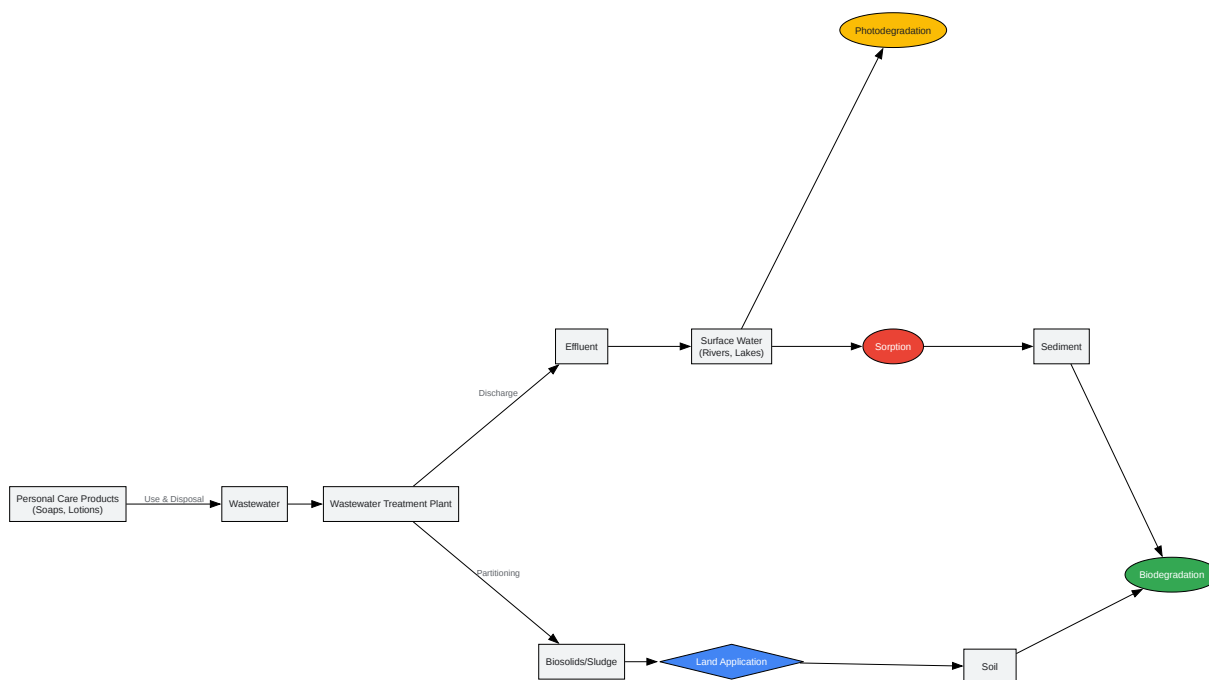 Photodegradation
Effluent
Surface Water
(Rivers, Lakes)
Sorption
Sediment
Discharge
Personal Care Products
(Soaps, Lotions)
Use & Disposal
Wastewater
Wastewater Treatment Plant
Partitioning
Biodegradation
Biosolids/Sludge
Land Application
Soil